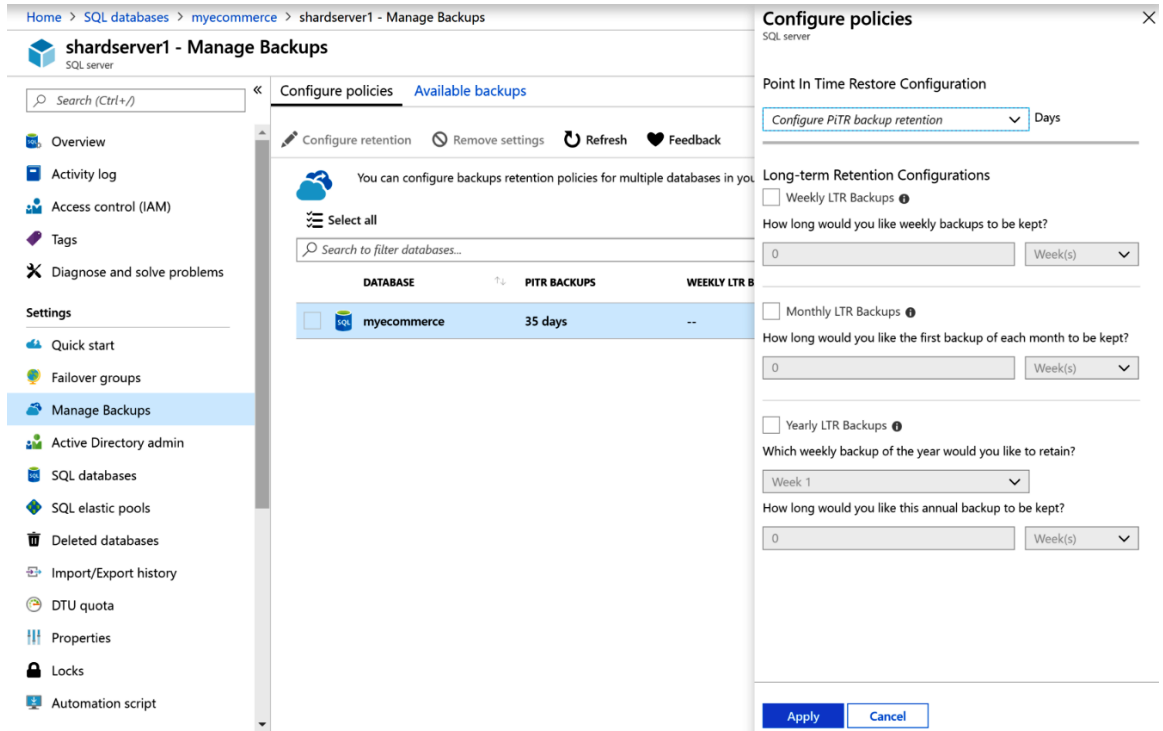 Home > SQL databases > myecommerce > shardserver1 - Manage Backups
shardserver1 - Manage Backups
SQL server
Search (Ctrl+/)
«
Overview
Activity log
Access control (IAM)
Tags
Diagnose and solve problems
Settings
Quick start
Failover groups
Manage Backups
Active Directory admin
SQL databases
SQL elastic pools
Deleted databases
Import/Export history
DTU quota
Properties
Locks
Automation script
Configure policies Available backups
Configure retention Remove settings Refresh Feedback
You can configure backups retention policies for multiple databases in you
Select all
Search to filter databases...
DATABASE PITR BACKUPS WEEKLY LTR B
myecommerce 35 days --
Configure policies
SQL server
Point In Time Restore Configuration
Configure PiTR backup retention Days
Long-term Retention Configurations
Weekly LTR Backups
How long would you like weekly backups to be kept?
0 Week(s)
Monthly LTR Backups
How long would you like the first backup of each month to be kept?
0 Week(s)
Yearly LTR Backups
Which weekly backup of the year would you like to retain?
Week 1
How long would you like this annual backup to be kept?
0 Week(s)
Apply Cancel